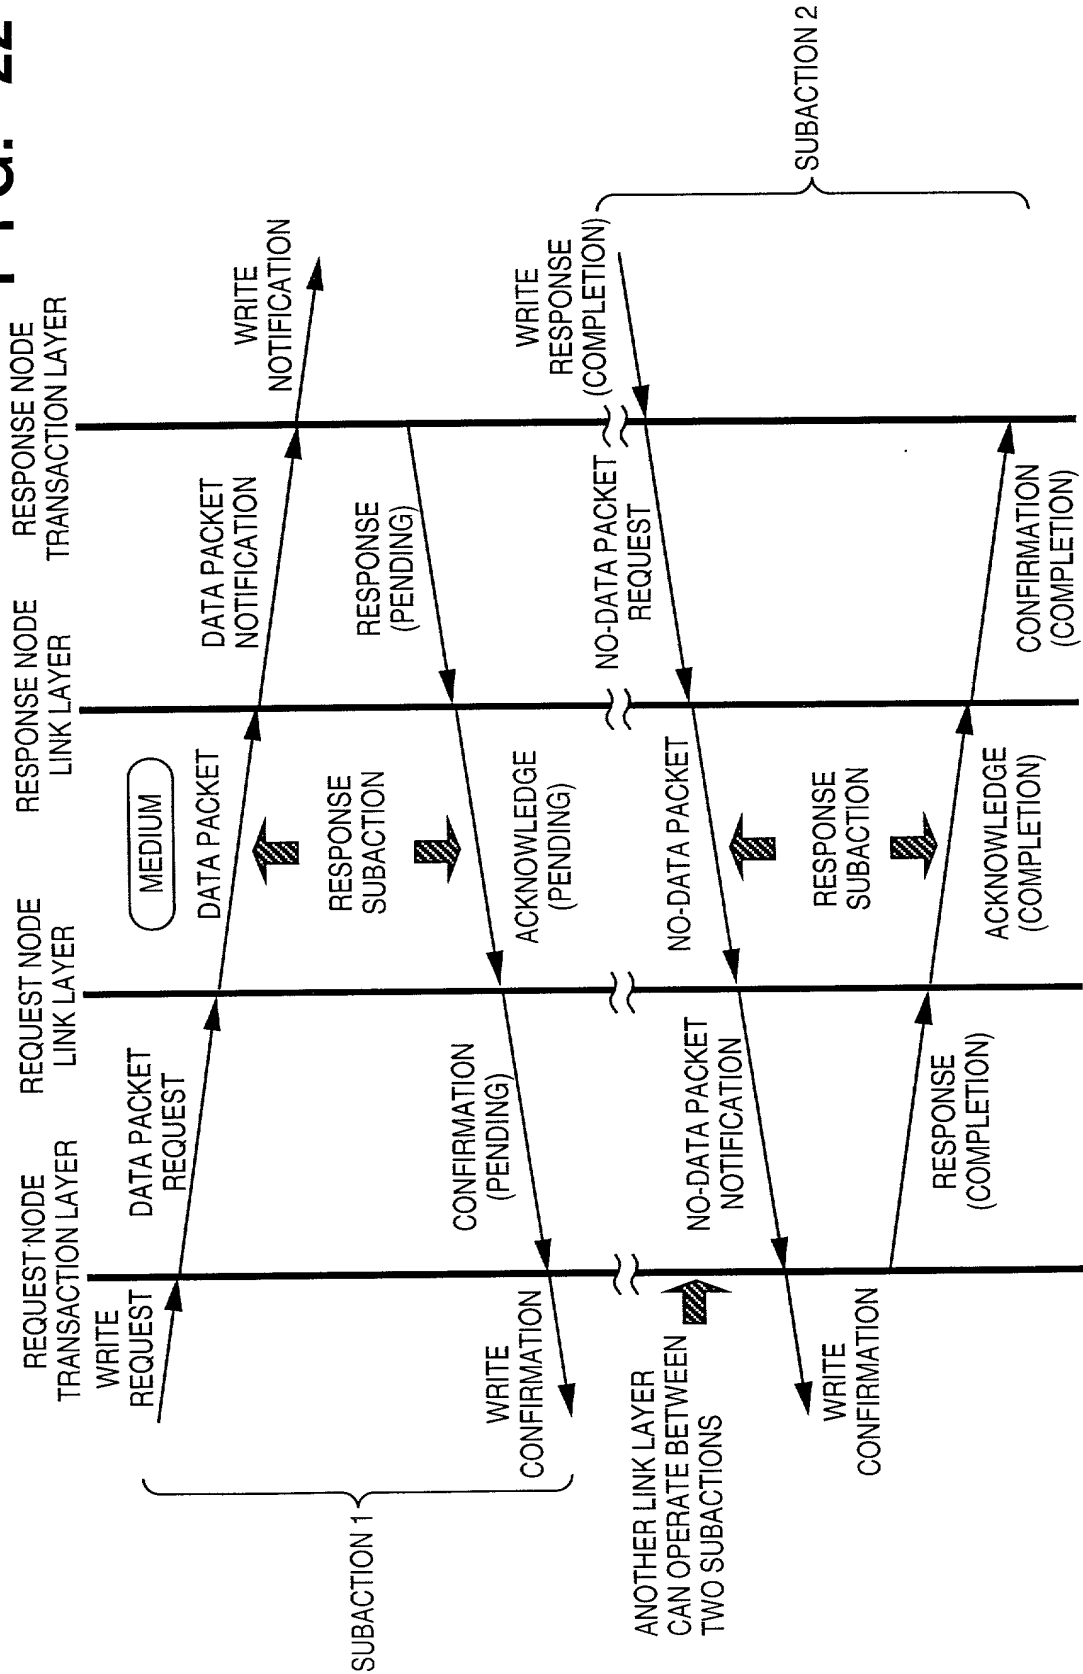 FIG. 22
REQUEST NODE
TRANSACTION LAYER
REQUEST NODE
LINK LAYER
RESPONSE NODE
LINK LAYER
RESPONSE NODE
TRANSACTION LAYER
MEDIUM
WRITE
REQUEST
DATA PACKET
REQUEST
DATA PACKET
DATA PACKET
NOTIFICATION
WRITE
NOTIFICATION
SUBACTION 1
RESPONSE
SUBACTION
RESPONSE
(PENDING)
ACKNOWLEDGE
(PENDING)
CONFIRMATION
(PENDING)
WRITE
CONFIRMATION
ANOTHER LINK LAYER
CAN OPERATE BETWEEN
TWO SUBACTIONS
WRITE
RESPONSE
(COMPLETION)
NO-DATA PACKET
REQUEST
NO-DATA PACKET
NO-DATA PACKET
NOTIFICATION
WRITE
CONFIRMATION
RESPONSE
SUBACTION
SUBACTION 2
RESPONSE
(COMPLETION)
ACKNOWLEDGE
(COMPLETION)
CONFIRMATION
(COMPLETION)